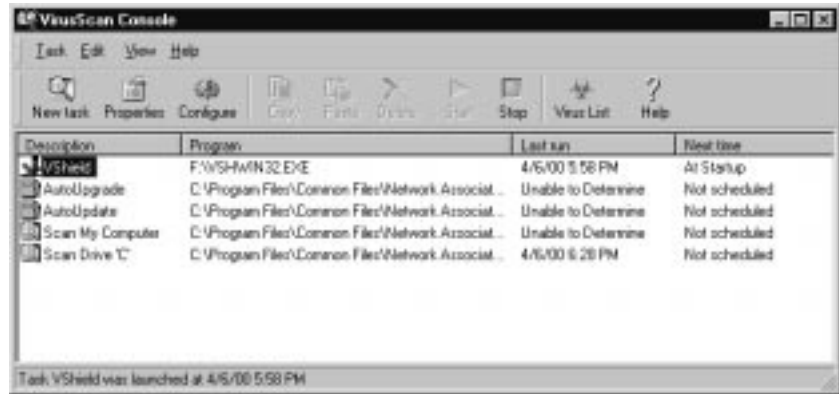 VirusScan Console
Task Edit View Help
New task Properties Configure Copy Paste Delete Start Stop Virus List Help
Description Program Last run Next time
VShield F:\VSHWIN32.EXE 4/6/00 5:58 PM At Startup
AutoUpgrade C:\Program Files\Common Files\Network Associat... Unable to Determine Not scheduled
AutoUpdate C:\Program Files\Common Files\Network Associat... Unable to Determine Not scheduled
Scan My Computer C:\Program Files\Common Files\Network Associat... Unable to Determine Not scheduled
Scan Drive 'C' C:\Program Files\Common Files\Network Associat... 4/6/00 6:28 PM Not scheduled
Task VShield was launched at 4/6/00 5:58 PM